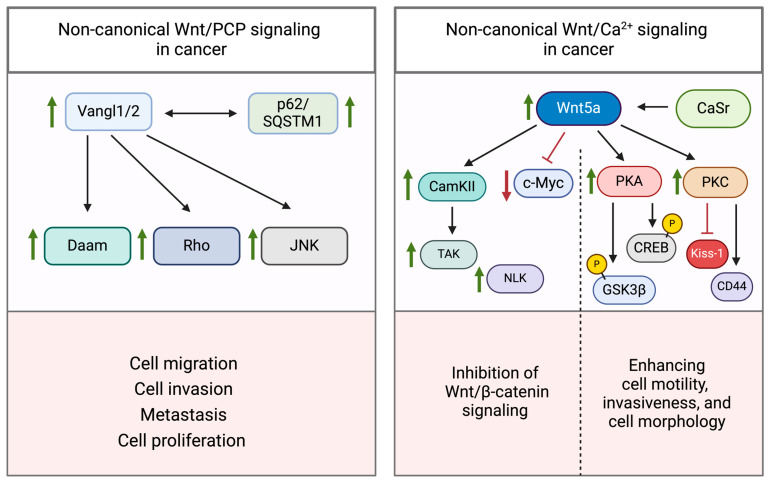 Non-canonical Wnt/PCP signaling
in cancer
Vangl1/2
p62/
SQSTM1
Daam
Rho
JNK
Cell migration
Cell invasion
Metastasis
Cell proliferation
Non-canonical Wnt/Ca²⁺ signaling
in cancer
Wnt5a
CaSr
CamKII
c-Myc
PKA
PKC
TAK
NLK
P
CREB
P
GSK3β
Kiss-1
CD44
Inhibition of
Wnt/β-catenin
signaling
Enhancing
cell motility,
invasiveness, and
cell morphology